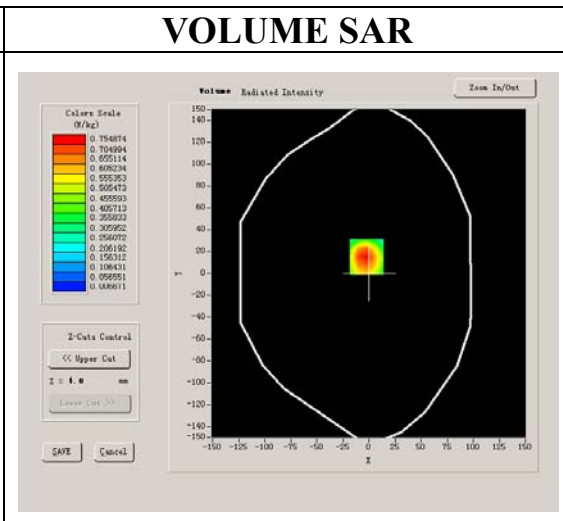 VOLUME SAR
Volume Radiated Intensity
Zoom In/Out
Colors Scale
(W/kg)
0.754874
0.704994
0.655114
0.605234
0.555353
0.505473
0.455593
0.405713
0.355833
0.305952
0.256072
0.206192
0.156312
0.106431
0.056551
0.006671
150
140
120
100
80
60
40
20
0
-20
-40
-60
-80
-100
-120
-140
-150
Y
-150 -125 -100 -75 -50 -25 0 25 50 75 100 125 150
X
Z-Cuts Control
<< Upper Cut
Z = 4.0 mm
Lower Cut >>
SAVE
Cancel